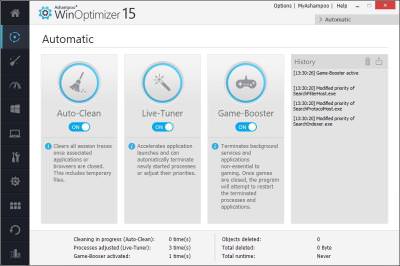 Ashampoo®
WinOptimizer 15
Options | MyAshampoo | Help
> Automatic
Automatic
Auto-Clean
ON
Clears all session traces
once associated
applications or
browsers are closed.
This includes temporary
files.
Live-Tuner
ON
Accelerates application
launches and can
automatically terminate
newly started processes
or adjust their priorities.
Game-Booster
ON
Terminates background
services and
applications
non-essential to
gaming. Once games
are closed, the program
will attempt to restart
the terminated
processes and
applications.
History
[13:30:26] Game-Booster active
[13:30:20] Modified priority of
SearchFilterHost.exe
[13:30:20] Modified priority of
SearchProtocolHost.exe
[13:30:20] Modified priority of
SearchIndexer.exe
Cleaning in progress (Auto-Clean): 0 time(s)
Processes adjusted (Live-Tuner): 3 time(s)
Game-Booser activated: 1 time(s)
Objects deleted: 0
Total deleted: 0 Byte
Total runtime: Never